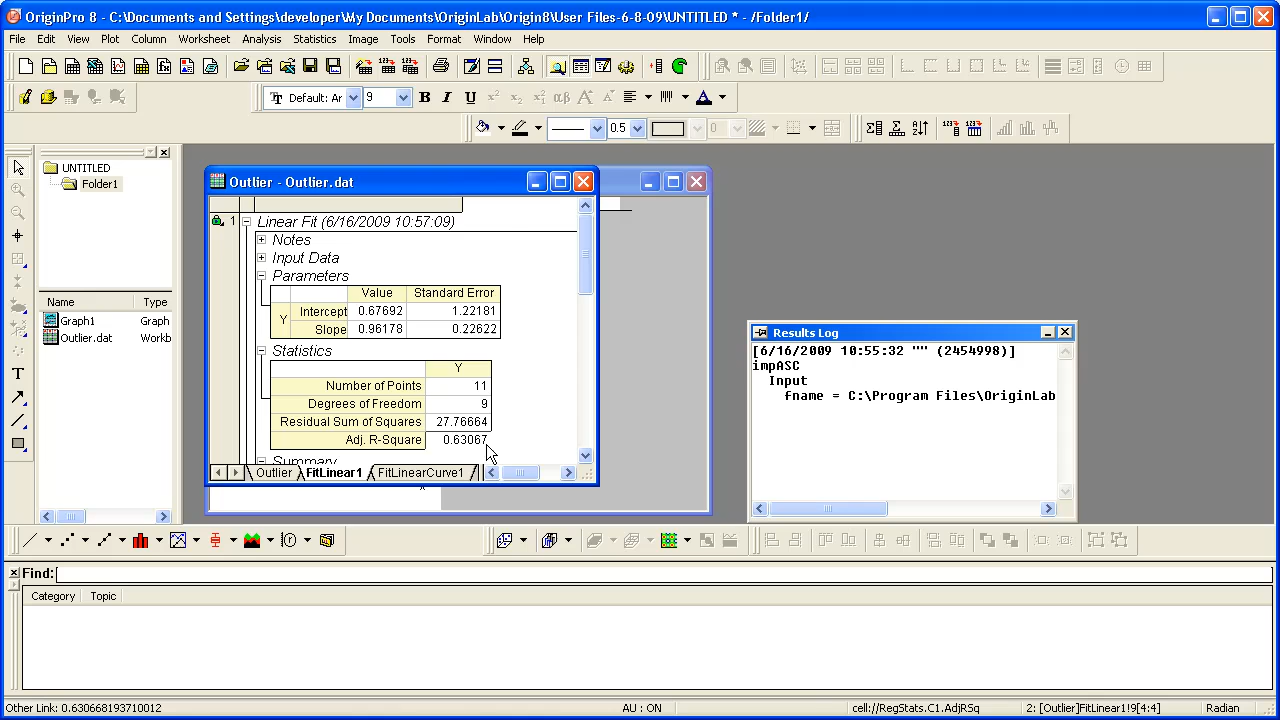 OriginPro 8 - C:\Documents and Settings\developer\My Documents\OriginLab\Origin8\User Files-6-8-09\UNTITLED * - /Folder1/
File Edit View Plot Column Worksheet Analysis Statistics Image Tools Format Window Help
Default: Ar 9 B I U
0.5 0
UNTITLED
Folder1
Name Type
Graph1 Graph
Outlier.dat Workb
Outlier - Outlier.dat
1
Linear Fit (6/16/2009 10:57:09)
Notes
Input Data
Parameters
Value Standard Error
Y
Intercept 0.67692 1.22181
Slope 0.96178 0.22622
Statistics
Y
Number of Points 11
Degrees of Freedom 9
Residual Sum of Squares 27.76664
Adj. R-Square 0.63067
Summary
Outlier FitLinear1 FitLinearCurve1
Results Log
[6/16/2009 10:55:32 "" (2454998)]
impASC
Input
fname = C:\Program Files\OriginLab
Find:
Category Topic
Other Link: 0.630668193710012 AU : ON cell://RegStats.C1.AdjRSq 2: [Outlier]FitLinear1!9[4:4] Radian